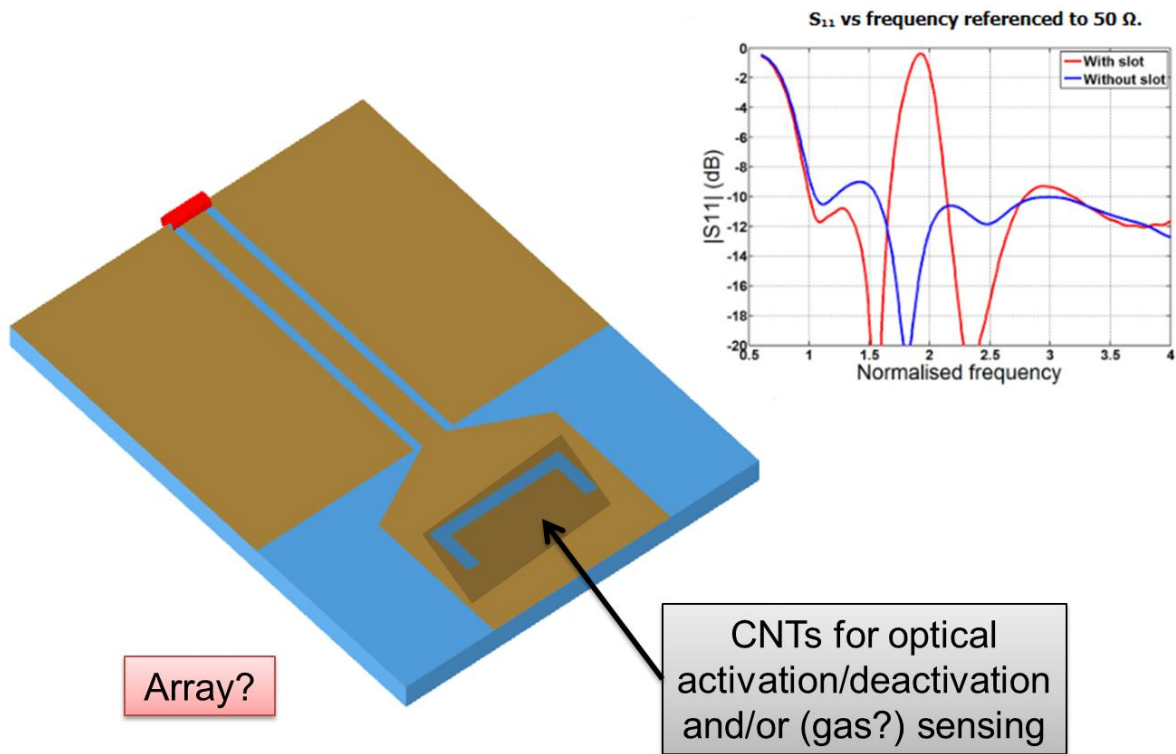 S₁₁ vs frequency referenced to 50 Ω.
0
-2
-4
-6
-8
-10
-12
-14
-16
-18
-20
|S11| (dB)
With slot
Without slot
0.5
1
1.5
2
2.5
3
3.5
4
Normalised frequency
CNTs for optical
activation/deactivation
and/or (gas?) sensing
Array?